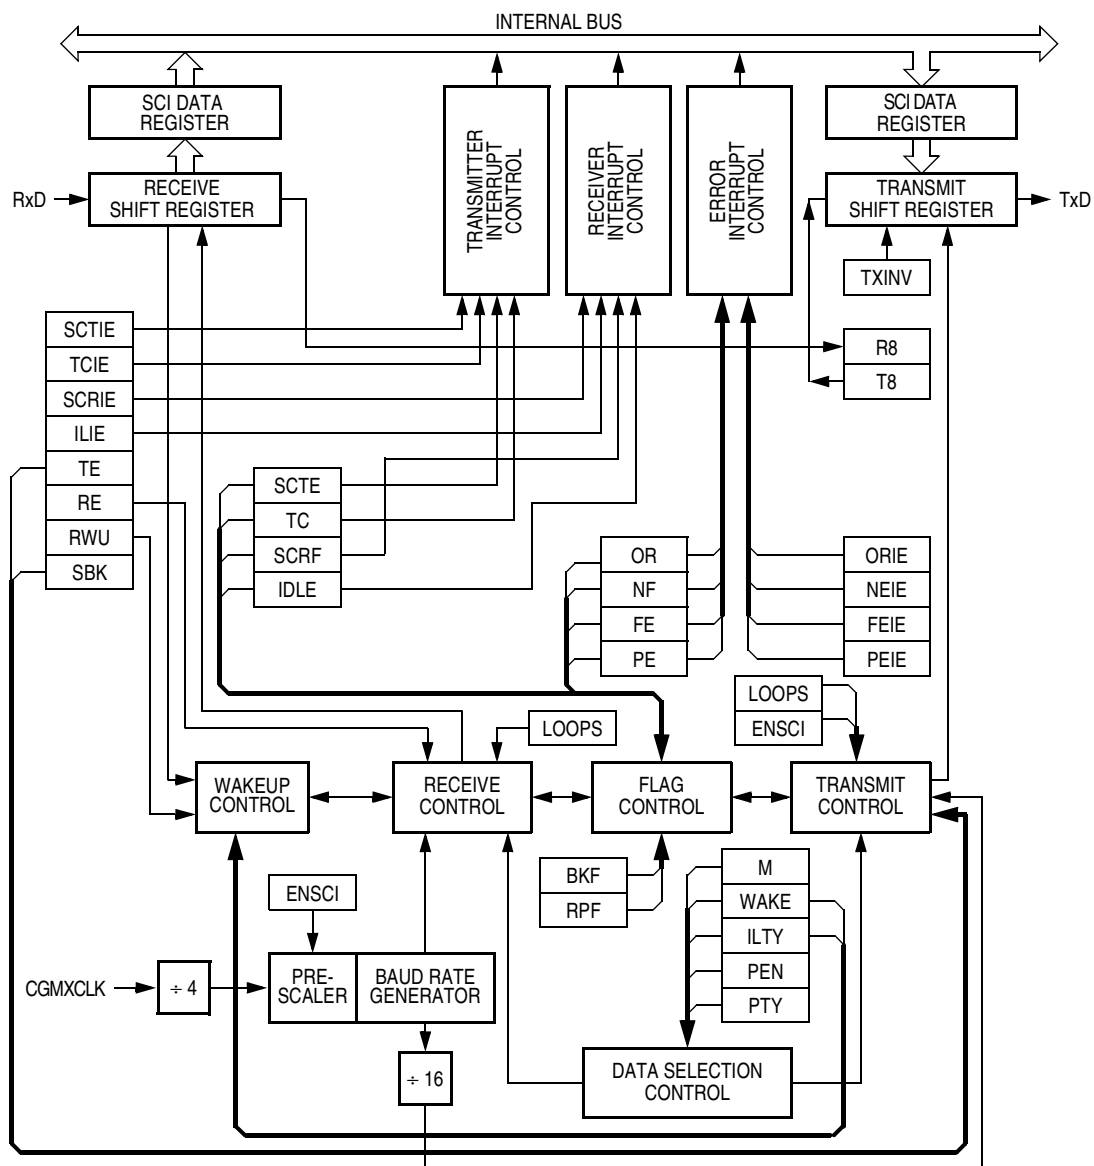 INTERNAL BUS
SCI DATA
REGISTER
SCI DATA
REGISTER
TRANSMITTER
INTERRUPT
CONTROL
RECEIVER
INTERRUPT
CONTROL
ERROR
INTERRUPT
CONTROL
RxD
RECEIVE
SHIFT REGISTER
TRANSMIT
SHIFT REGISTER
TxD
TXINV
SCTIE
TCIE
SCRIE
ILIE
TE
RE
RWU
SBK
R8
T8
SCTE
TC
SCRF
IDLE
OR
NF
FE
PE
ORIE
NEIE
FEIE
PEIE
LOOPS
LOOPS
ENSCI
WAKEUP
CONTROL
RECEIVE
CONTROL
FLAG
CONTROL
TRANSMIT
CONTROL
BKF
RPF
M
WAKE
ILTY
PEN
PTY
ENSCI
CGMXCLK
÷ 4
PRE-
SCALER
BAUD RATE
GENERATOR
÷ 16
DATA SELECTION
CONTROL